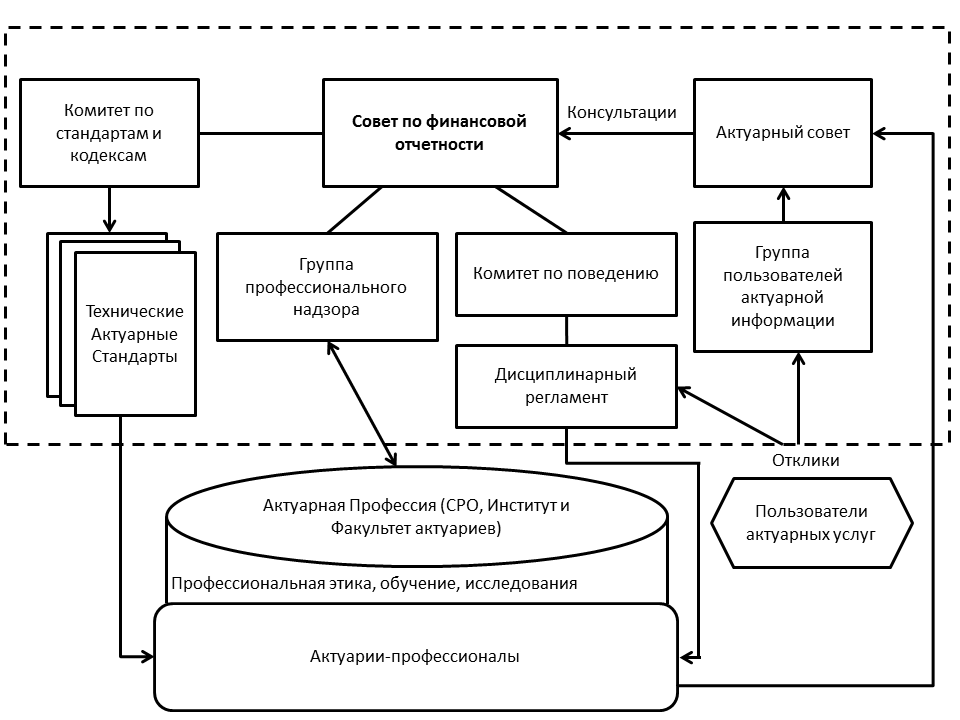 Комитет по
стандартам и
кодексам
Совет по финансовой
отчетности
Консультации
Актуарный совет
Технические
Актуарные
Стандарты
Группа
профессионального
надзора
Комитет по поведению
Группа
пользователей
актуарной
информации
Дисциплинарный
регламент
Отклики
Пользователи
актуарных услуг
Актуарная Профессия (СРО, Институт и
Факультет актуариев)
Профессиональная этика, обучение, исследования
Актуарии-профессионалы